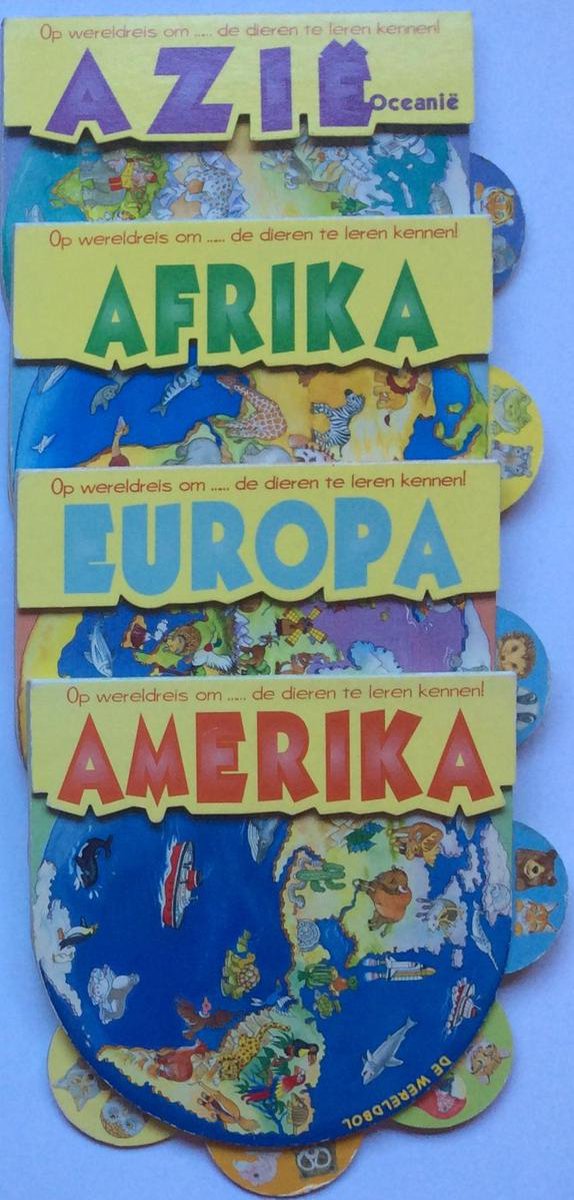 Op wereldreis om ...... de dieren te leren kennen!
AZIË
Oceanië
Op wereldreis om ...... de dieren te leren kennen!
AFRIKA
Op wereldreis om ...... de dieren te leren kennen!
EUROPA
Op wereldreis om ...... de dieren te leren kennen!
AMERIKA
DE WERELDBOL